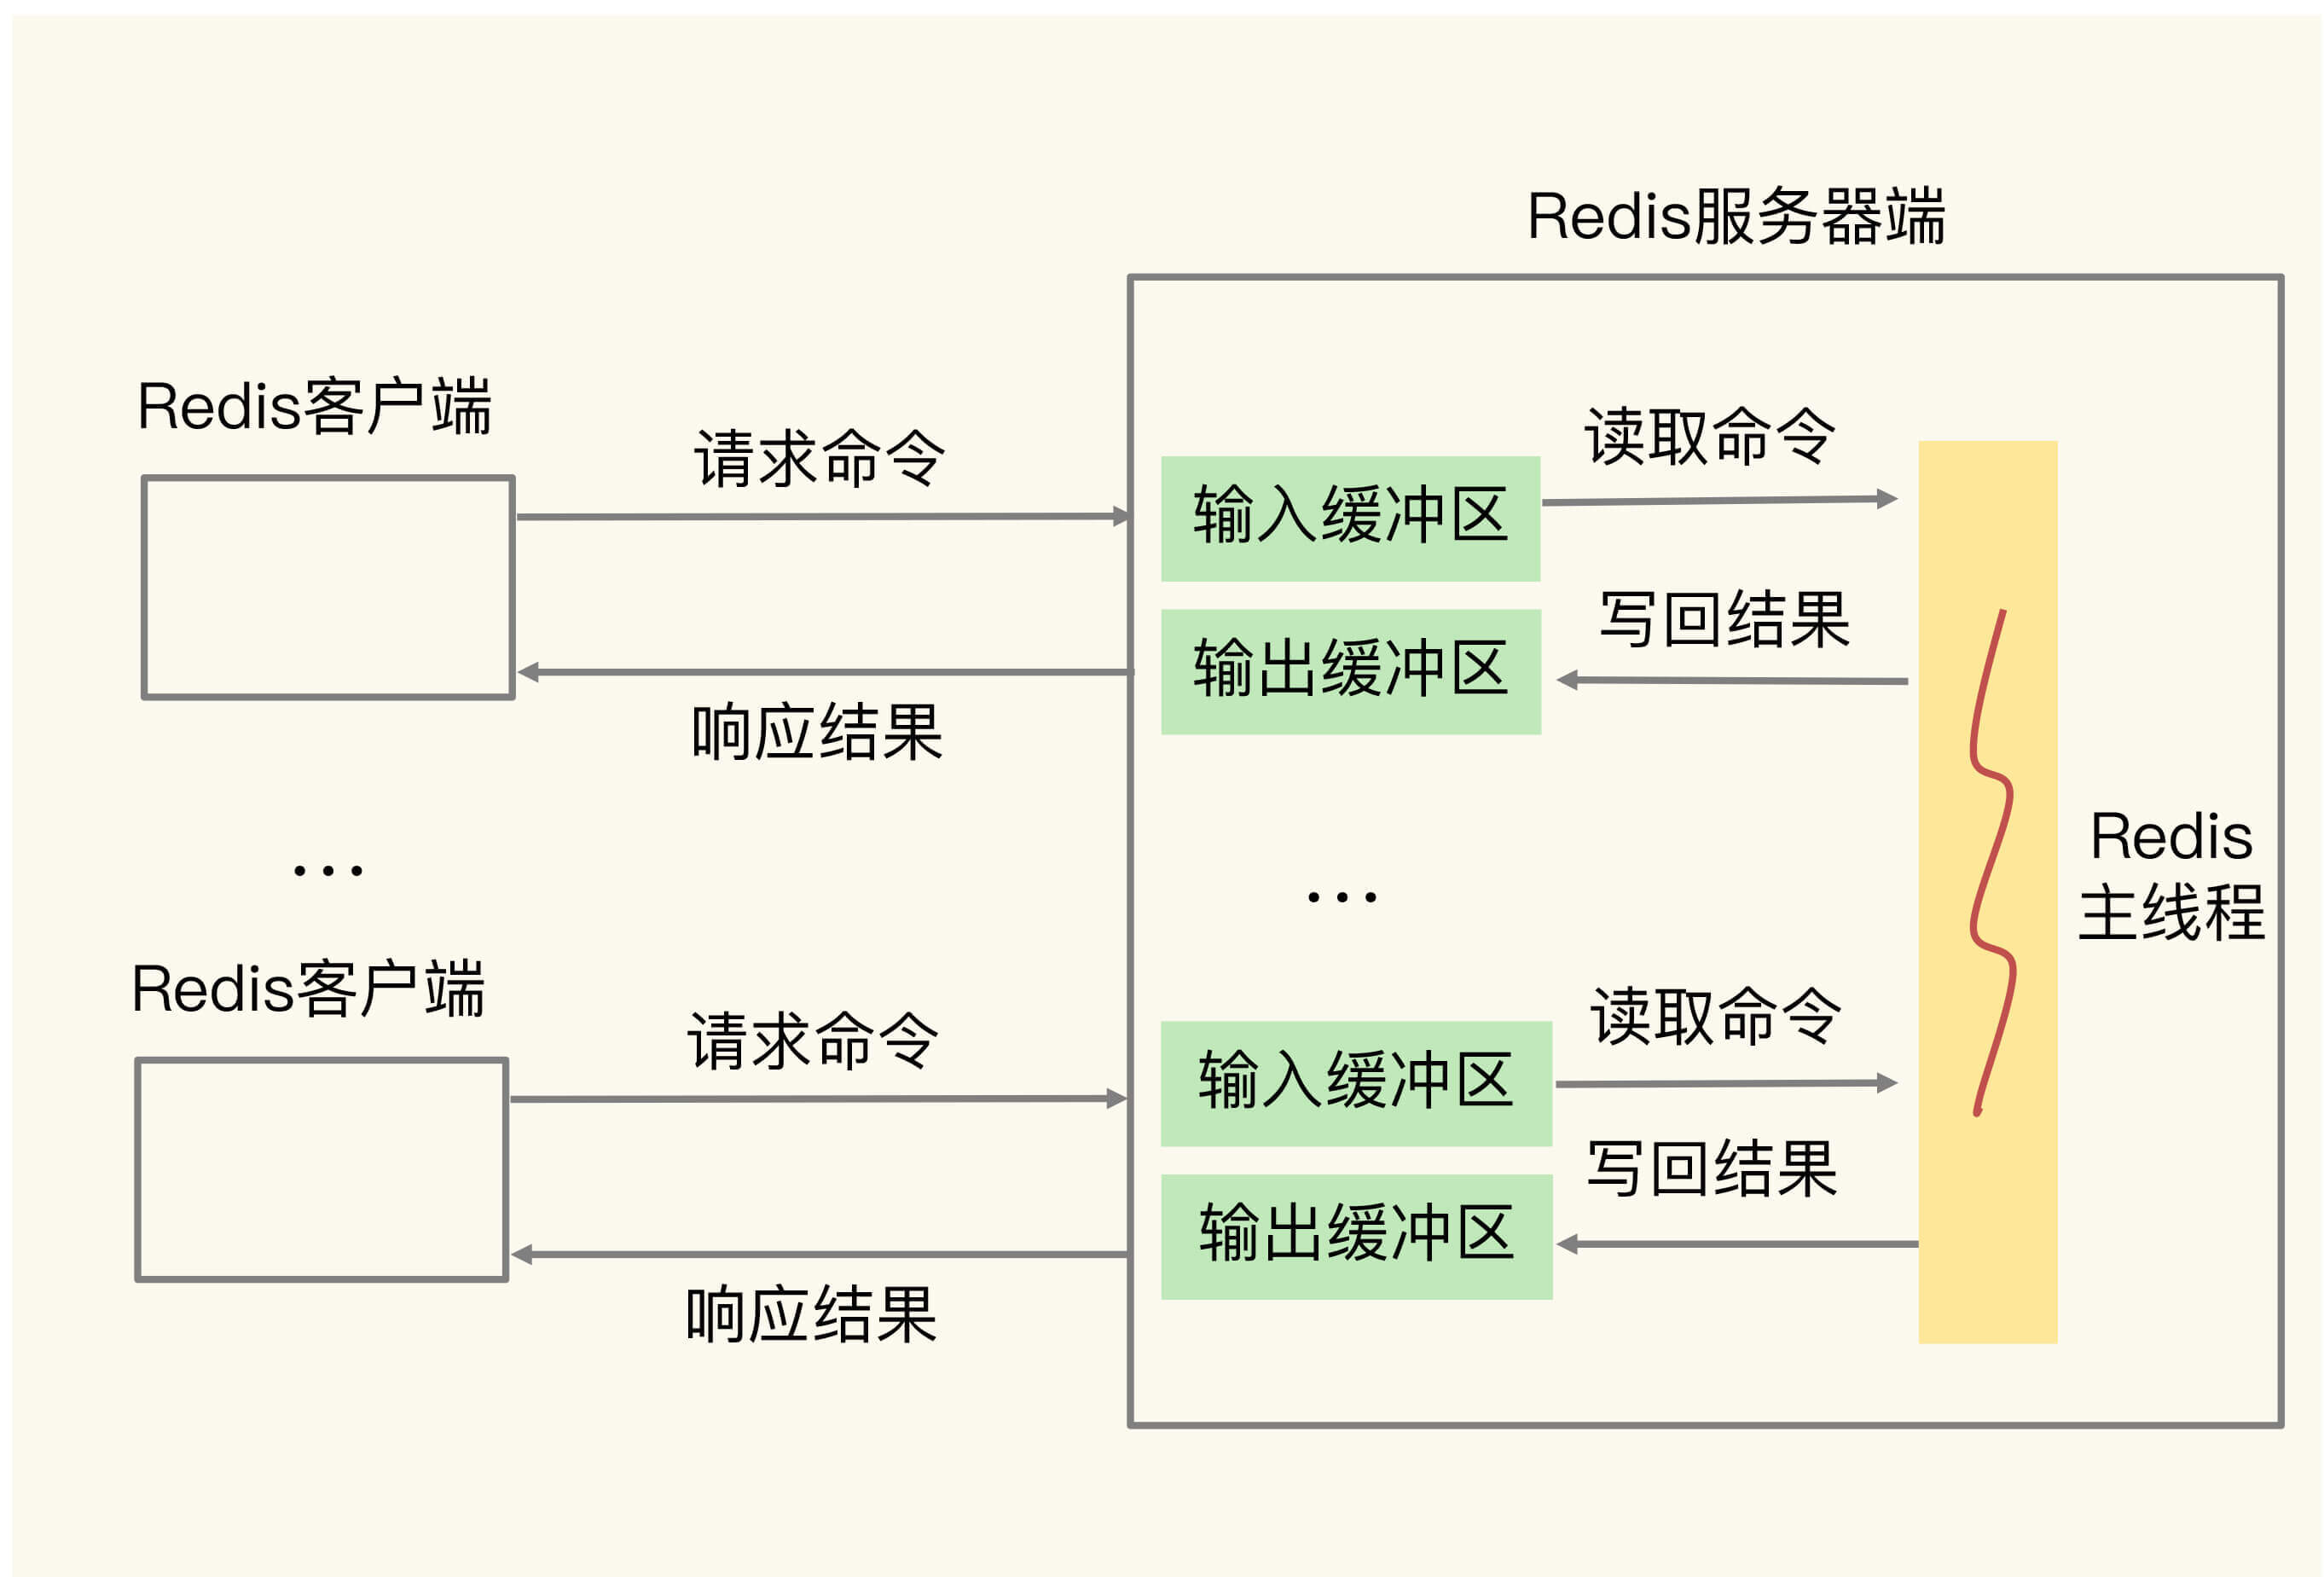 Redis服务器端
Redis客户端
请求命令
读取命令
输入缓冲区
写回结果
输出缓冲区
响应结果
...
...
Redis
主线程
Redis客户端
请求命令
读取命令
输入缓冲区
写回结果
输出缓冲区
响应结果